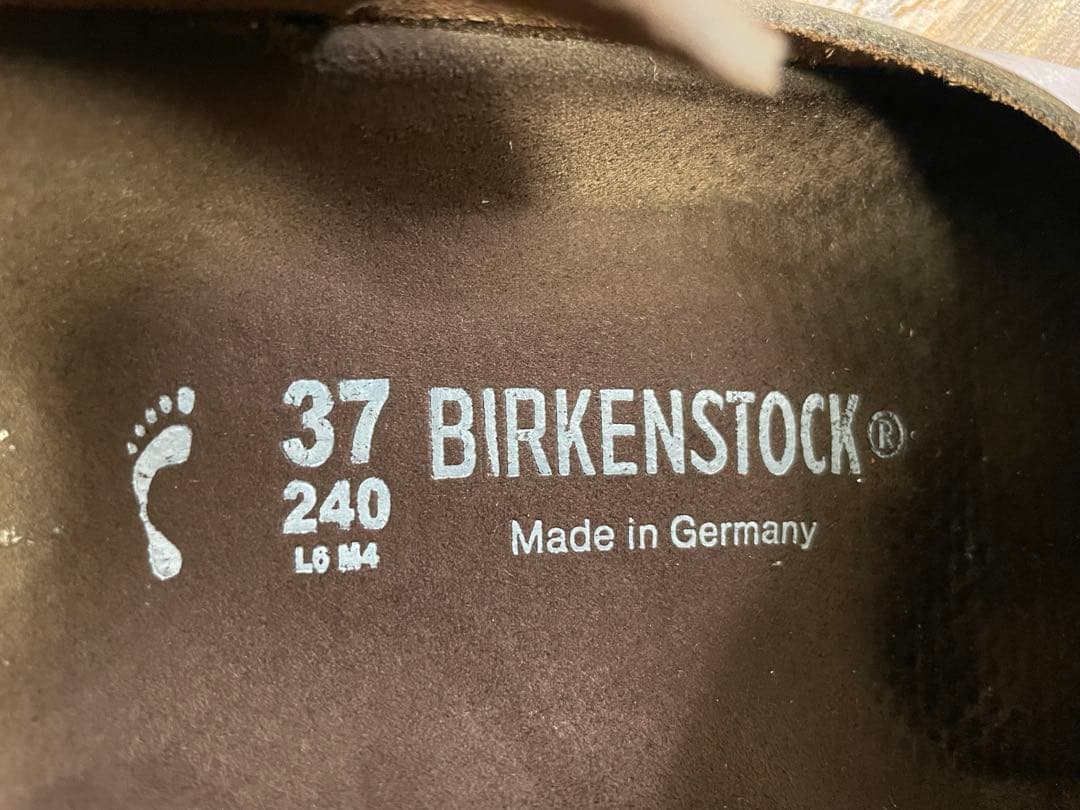 37 BIRKENSTOCK®
240
Made in Germany
L6 M4